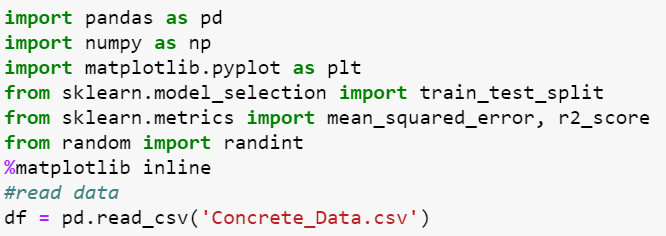 import pandas as pd
import numpy as np
import matplotlib.pyplot as plt
from sklearn.model_selection import train_test_split
from sklearn.metrics import mean_squared_error, r2_score
from random import randint
%matplotlib inline
#read data
df = pd.read_csv('Concrete_Data.csv')